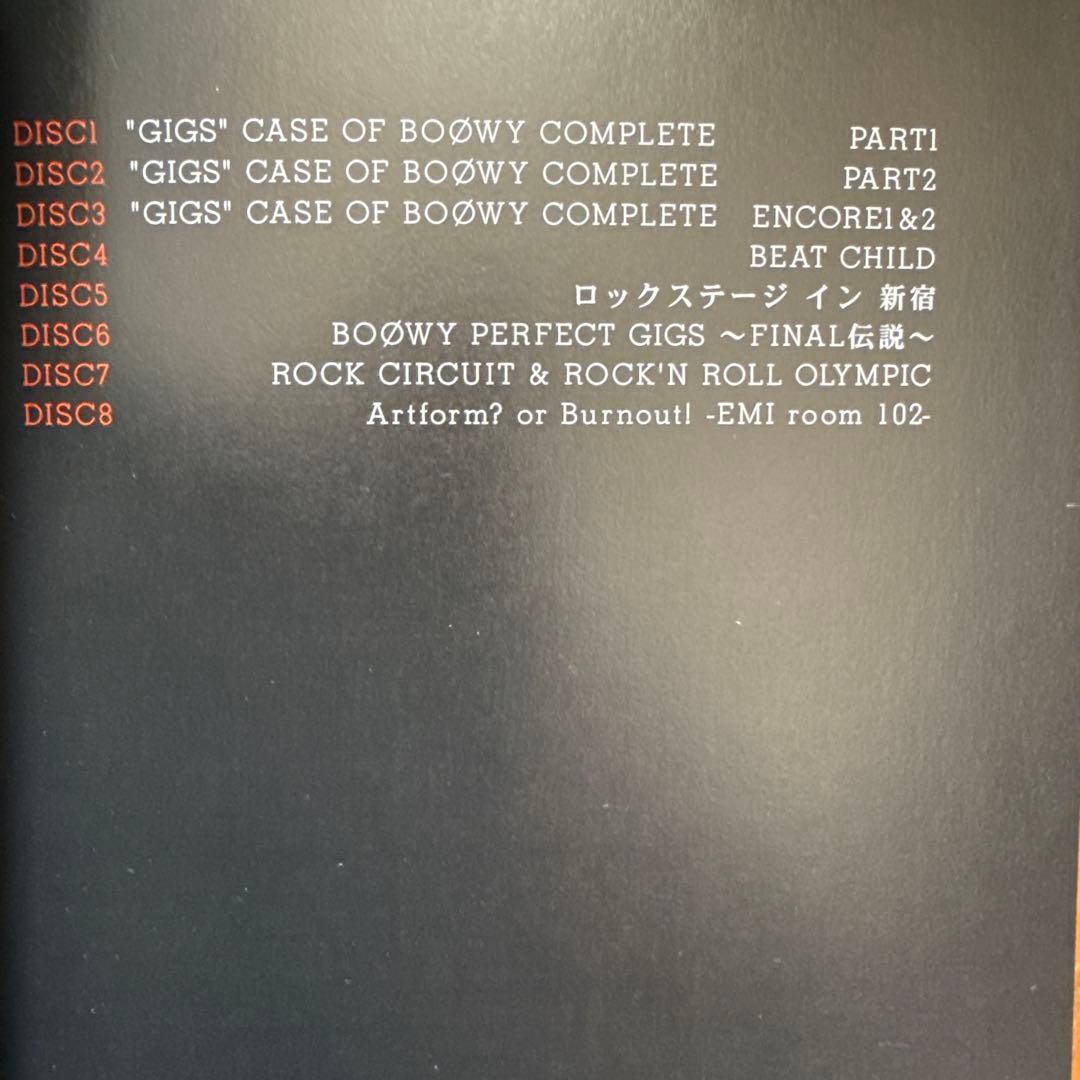 DISC1 "GIGS" CASE OF BOØWY COMPLETE PART1
DISC2 "GIGS" CASE OF BOØWY COMPLETE PART2
DISC3 "GIGS" CASE OF BOØWY COMPLETE ENCORE1&2
DISC4 BEAT CHILD
DISC5 ロックステージ イン 新宿
DISC6 BOØWY PERFECT GIGS ～FINAL伝説～
DISC7 ROCK CIRCUIT & ROCK'N ROLL OLYMPIC
DISC8 Artform? or Burnout! -EMI room 102-